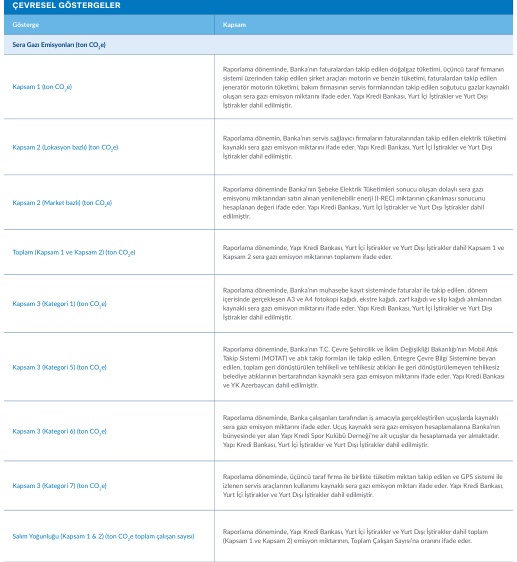 ÇEVRESEL GÖSTERGELER
Gösterge
Kapsam
Sera Gazı Emisyonları (ton CO2e)
Kapsam 1 (ton CO2e)
Raporlama döneminde, Banka'nın faturalardan takip edilen doğalgaz tüketimi, üçüncü taraf firmanın
sistemi üzerinden takip edilen şirket araçları motorin ve benzin tüketimi, faturalardan takip edilen
jeneratör motorin tüketimi, bakım firmasının servis formlarından takip edilen soğutucu gazlar kaynaklı
oluşan sera gazı emisyon miktarını ifade eder. Yapı Kredi Bankası, Yurt İçi İştirakler ve Yurt Dışı
İştirakler dahil edilmiştir.
Kapsam 2 (Lokasyon bazlı) (ton CO2e)
Raporlama dönemin, Banka'nın servis sağlayıcı firmaların faturalarından takip edilen elektrik tüketimi
kaynaklı sera gazı emisyon miktarını ifade eder. Yapı Kredi Bankası, Yurt İçi İştirakler ve Yurt Dışı
İştirakler dahil edilmiştir.
Kapsam 2 (Market bazlı) (ton CO2e)
Raporlama döneminde Banka'nın Şebeke Elektrik Tüketimleri sonucu oluşan dolaylı sera gazı
emisyonu miktarından satın alınan yenilenebilir enerji (I-REC) miktarının çıkarılması sonucunu
hesaplanan değeri ifade eder. Yapı Kredi Bankası, Yurt İçi İştirakler ve Yurt Dışı İştirakler dahil
edilmiştir.
Toplam (Kapsam 1 ve Kapsam 2) (ton CO2e)
Raporlama döneminde, Yapı Kredi Bankası, Yurt İçi İştirakler ve Yurt Dışı İştirakler dahil Kapsam 1 ve
Kapsam 2 sera gazı emisyon miktarının toplamını ifade eder.
Kapsam 3 (Kategori 1) (ton CO2e)
Raporlama döneminde, Banka'nın muhasebe kayıt sisteminde faturalar ile takip edilen, dönem
içerisinde gerçekleşen A3 ve A4 fotokopi kağıdı, ekstre kağıdı, zarf kağıdı ve slip kağıdı alımlarından
kaynaklı sera gazı emisyon miktarını ifade eder. Yapı Kredi Bankası, Yurt İçi İştirakler ve Yurt Dışı
İştirakler dahil edilmiştir.
Kapsam 3 (Kategori 5) (ton CO2e)
Raporlama döneminde, Banka'nın T.C. Çevre Şehircilik ve İklim Değişikliği Bakanlığı'nın Mobil Atık
Takip Sistemi (MOTAT) ve atık takip formları ile takip edilen, Entegre Çevre Bilgi Sistemine beyan
edilen, toplam geri dönüştürülen tehlikeli ve tehlikesiz atıkları ile geri dönüştürülemeyen tehlikesiz
belediye atıklarının bertarafından kaynaklı sera gazı emisyon miktarını ifade eder. Yapı Kredi Bankası
ve YK Azerbaycan dahil edilmiştir.
Kapsam 3 (Kategori 6) (ton CO2e)
Raporlama döneminde, Banka çalışanları tarafından iş amacıyla gerçekleştirilen uçuşlarda kaynaklı
sera gazı emisyon miktarını ifade eder. Uçuş kaynaklı sera gazı emisyon hesaplamalarına Banka'nın
bünyesinde yer alan Yapı Kredi Spor Kulübü Derneği'ne ait uçuşlar da hesaplamada yer almaktadır.
Yapı Kredi Bankası, Yurt İçi İştirakler ve Yurt Dışı İştirakler dahil edilmiştir.
Kapsam 3 (Kategori 7) (ton CO2e)
Raporlama döneminde, üçüncü taraf firma ile birlikte tüketim miktarı takip edilen ve GPS sistemi ile
izlenen servis araçlarının kullanımı kaynaklı sera gazı emisyon miktarı ifade eder. Yapı Kredi Bankası,
Yurt İçi İştirakler ve Yurt Dışı İştirakler dahil edilmiştir.
Salım Yoğunluğu (Kapsam 1 & 2) (ton CO2e toplam çalışan sayısı)
Raporlama döneminde, Yapı Kredi Bankası, Yurt İçi İştirakler ve Yurt Dışı İştirakler dahil toplam
(Kapsam 1 ve Kapsam 2) emisyon miktarının, Toplam Çalışan Sayısı'na oranını ifade eder.